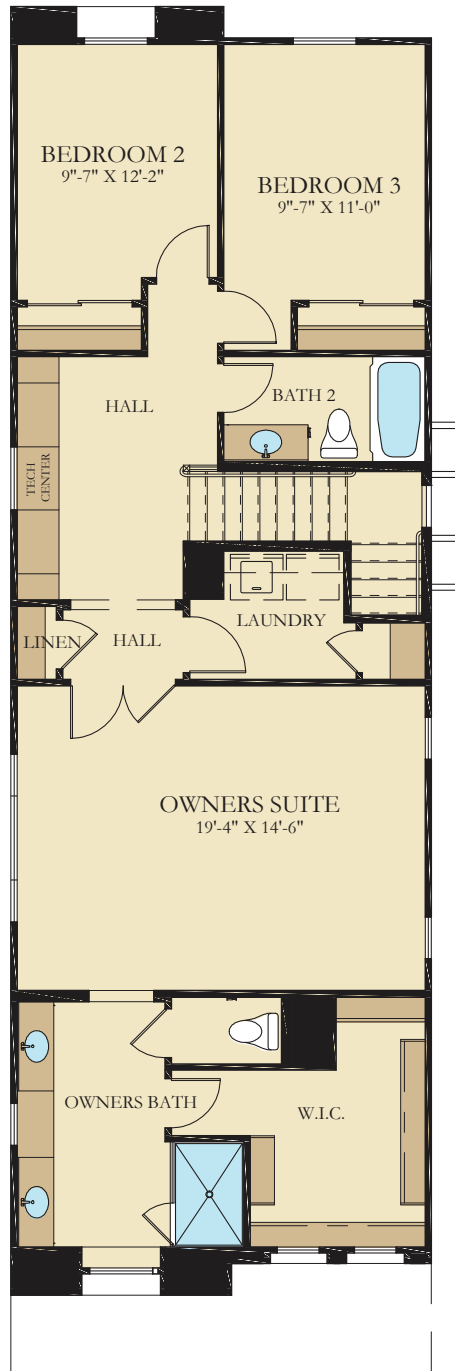 BEDROOM 2
9"-7" X 12'-2"
BEDROOM 3
9"-7" X 11'-0"
HALL
BATH 2
TECH
CENTER
LINEN
HALL
LAUNDRY
OWNERS SUITE
19'-4" X 14'-6"
OWNERS BATH
W.I.C.